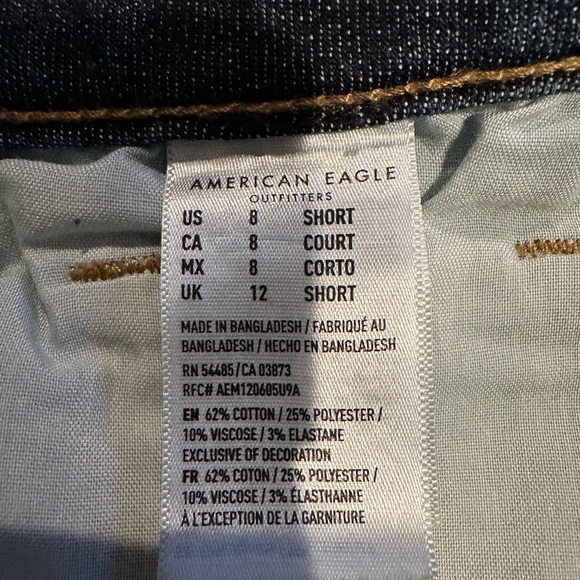 AMERICAN EAGLE
OUTFITTERS
US 8 SHORT
CA 8 COURT
MX 8 CORTO
UK 12 SHORT
MADE IN BANGLADESH / FABRIQUÉ AU
BANGLADESH / HECHO EN BANGLADESH
RN 54485 / CA 03873
RFC# AEM120605U9A
EN 62% COTTON / 25% POLYESTER /
10% VISCOSE / 3% ELASTANE
EXCLUSIVE OF DECORATION
FR 62% COTON / 25% POLYESTER /
10% VISCOSE / 3% ÉLASTHANNE
À L'EXCEPTION DE LA GARNITURE